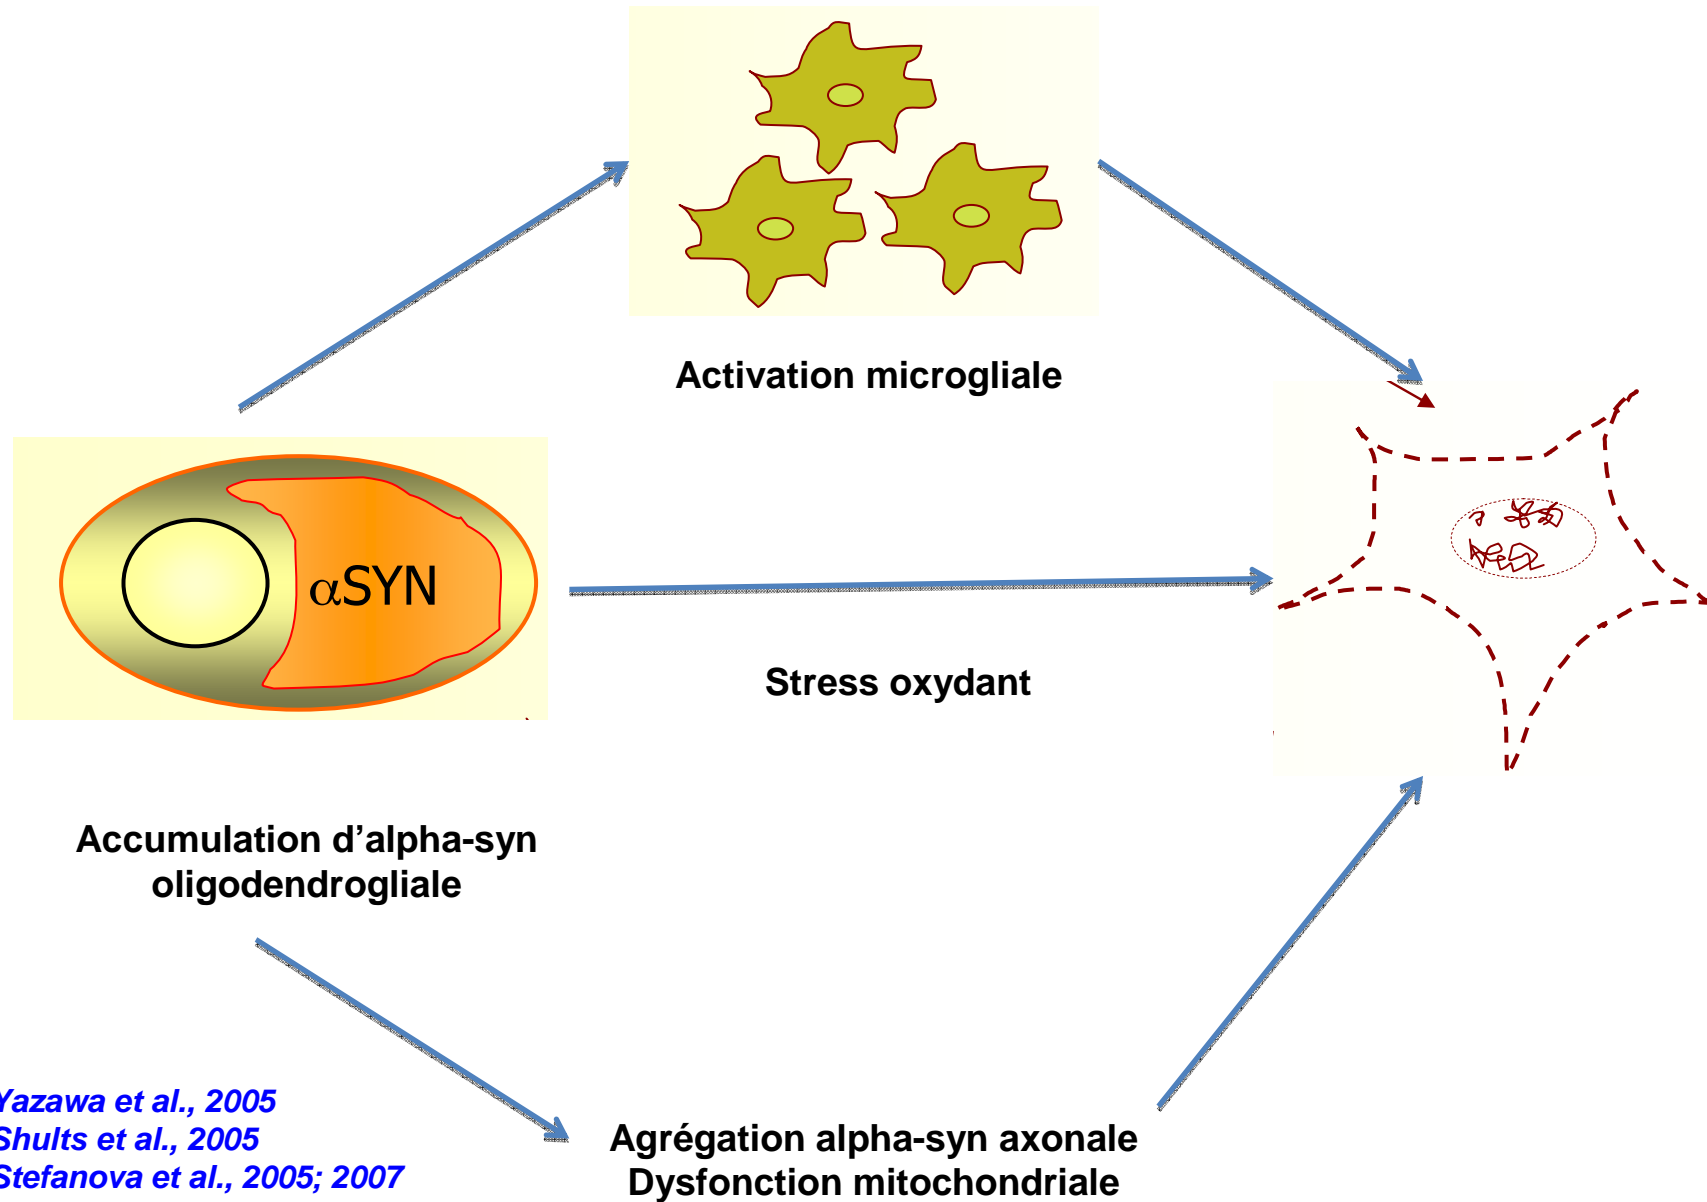 Activation microgliale
αSYN
Stress oxydant
Accumulation d’alpha-syn
oligodendrogliale
Yazawa et al., 2005
Shults et al., 2005
Stefanova et al., 2005; 2007
Agrégation alpha-syn axonale
Dysfonction mitochondriale